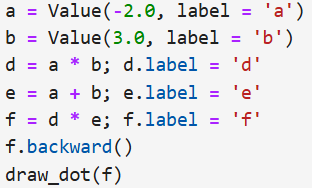 a = Value(-2.0, label = 'a')
b = Value(3.0, label = 'b')
d = a * b; d.label = 'd'
e = a + b; e.label = 'e'
f = d * e; f.label = 'f'
f.backward()
draw_dot(f)